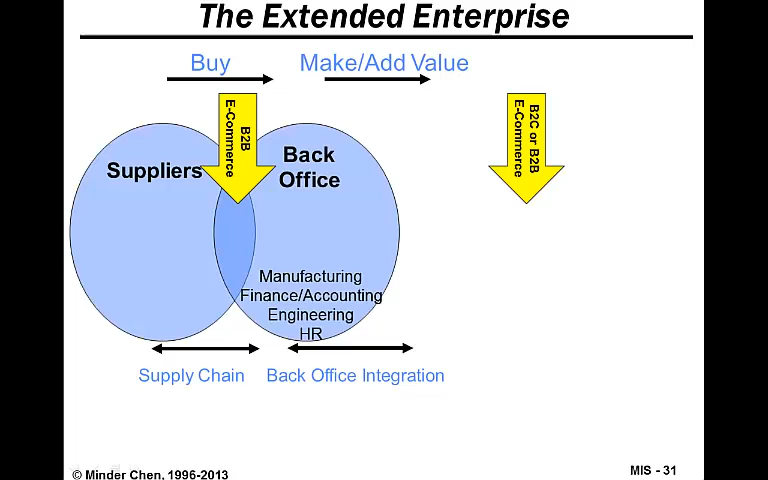 The Extended Enterprise
Buy
Make/Add Value
B2B
E-Commerce
B2C or B2B
E-Commerce
Suppliers
Back
Office
Manufacturing
Finance/Accounting
Engineering
HR
Supply Chain
Back Office Integration
© Minder Chen, 1996-2013
MIS - 31